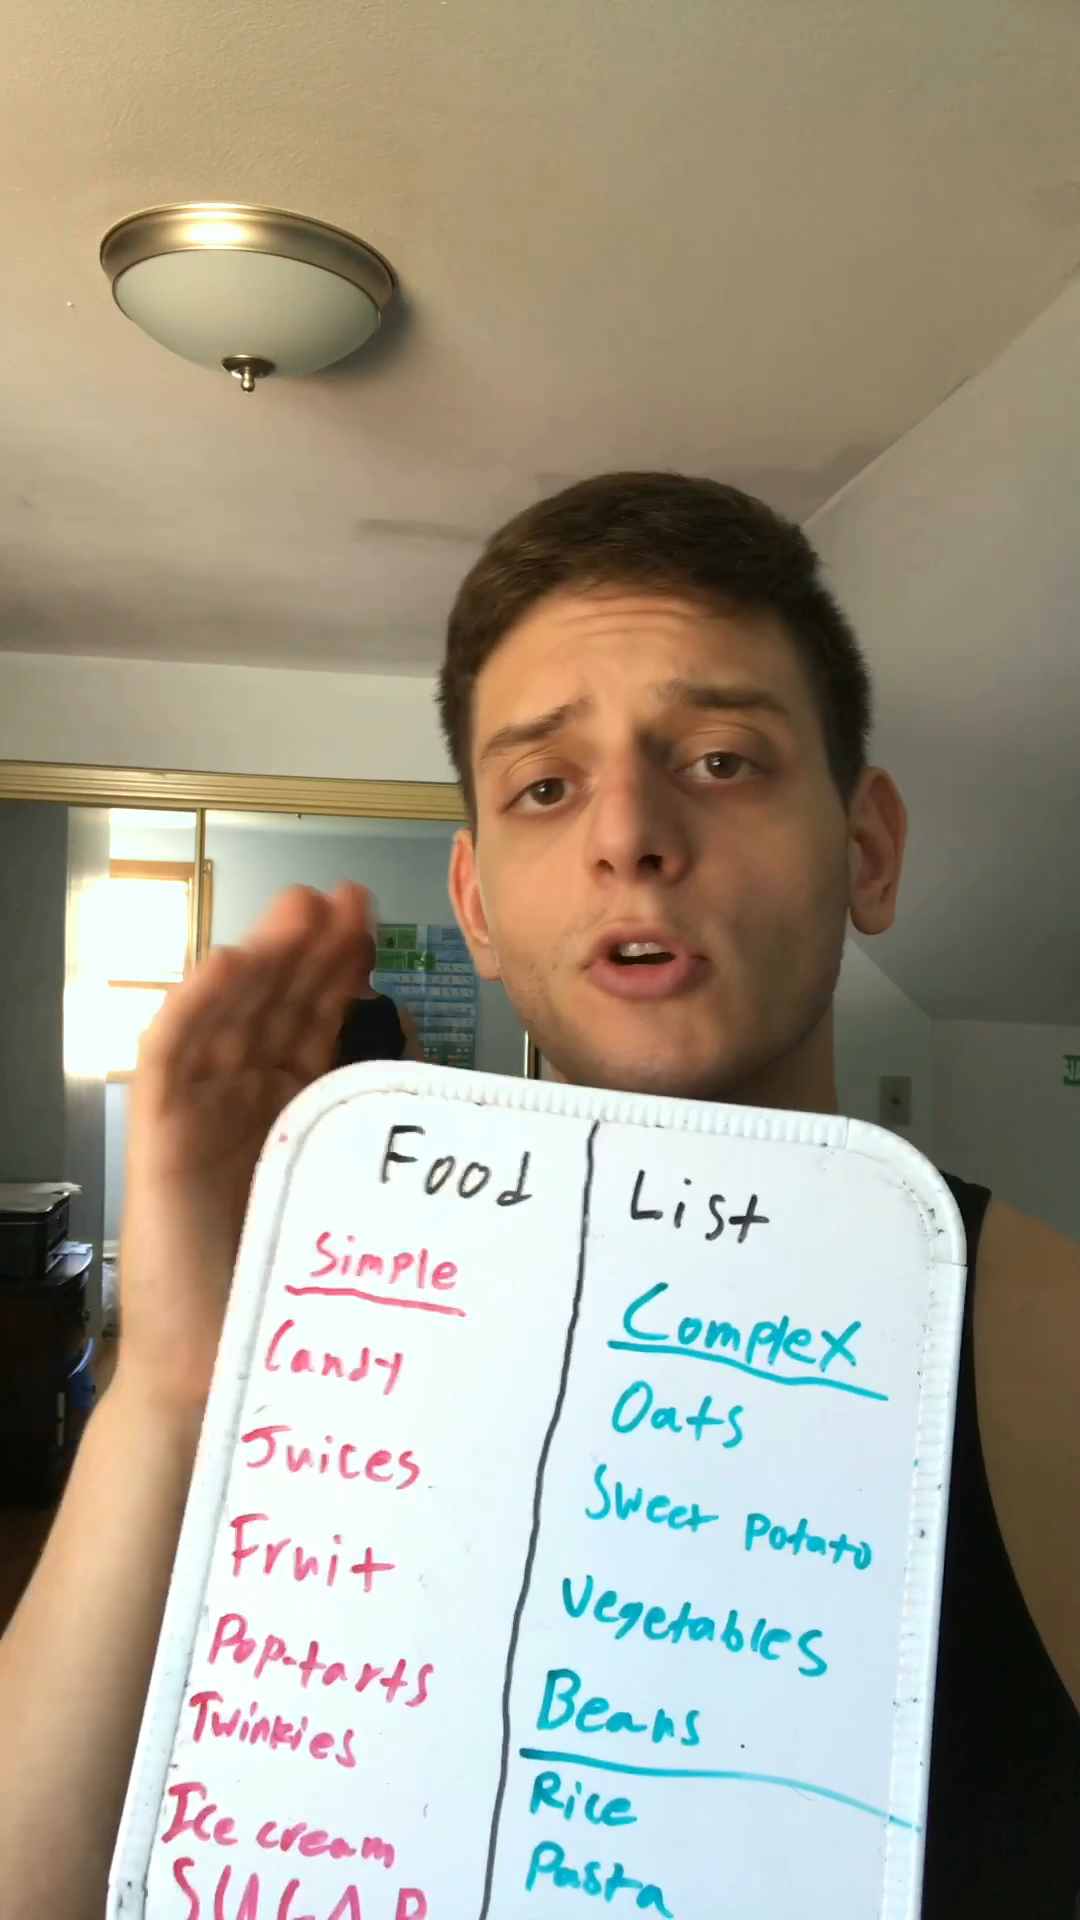 Food List
Simple
Candy
Juices
Fruit
Pop-tarts
Twinkies
Ice cream
SUGAR
Complex
Oats
Sweet potato
Vegetables
Beans
Rice
Pasta